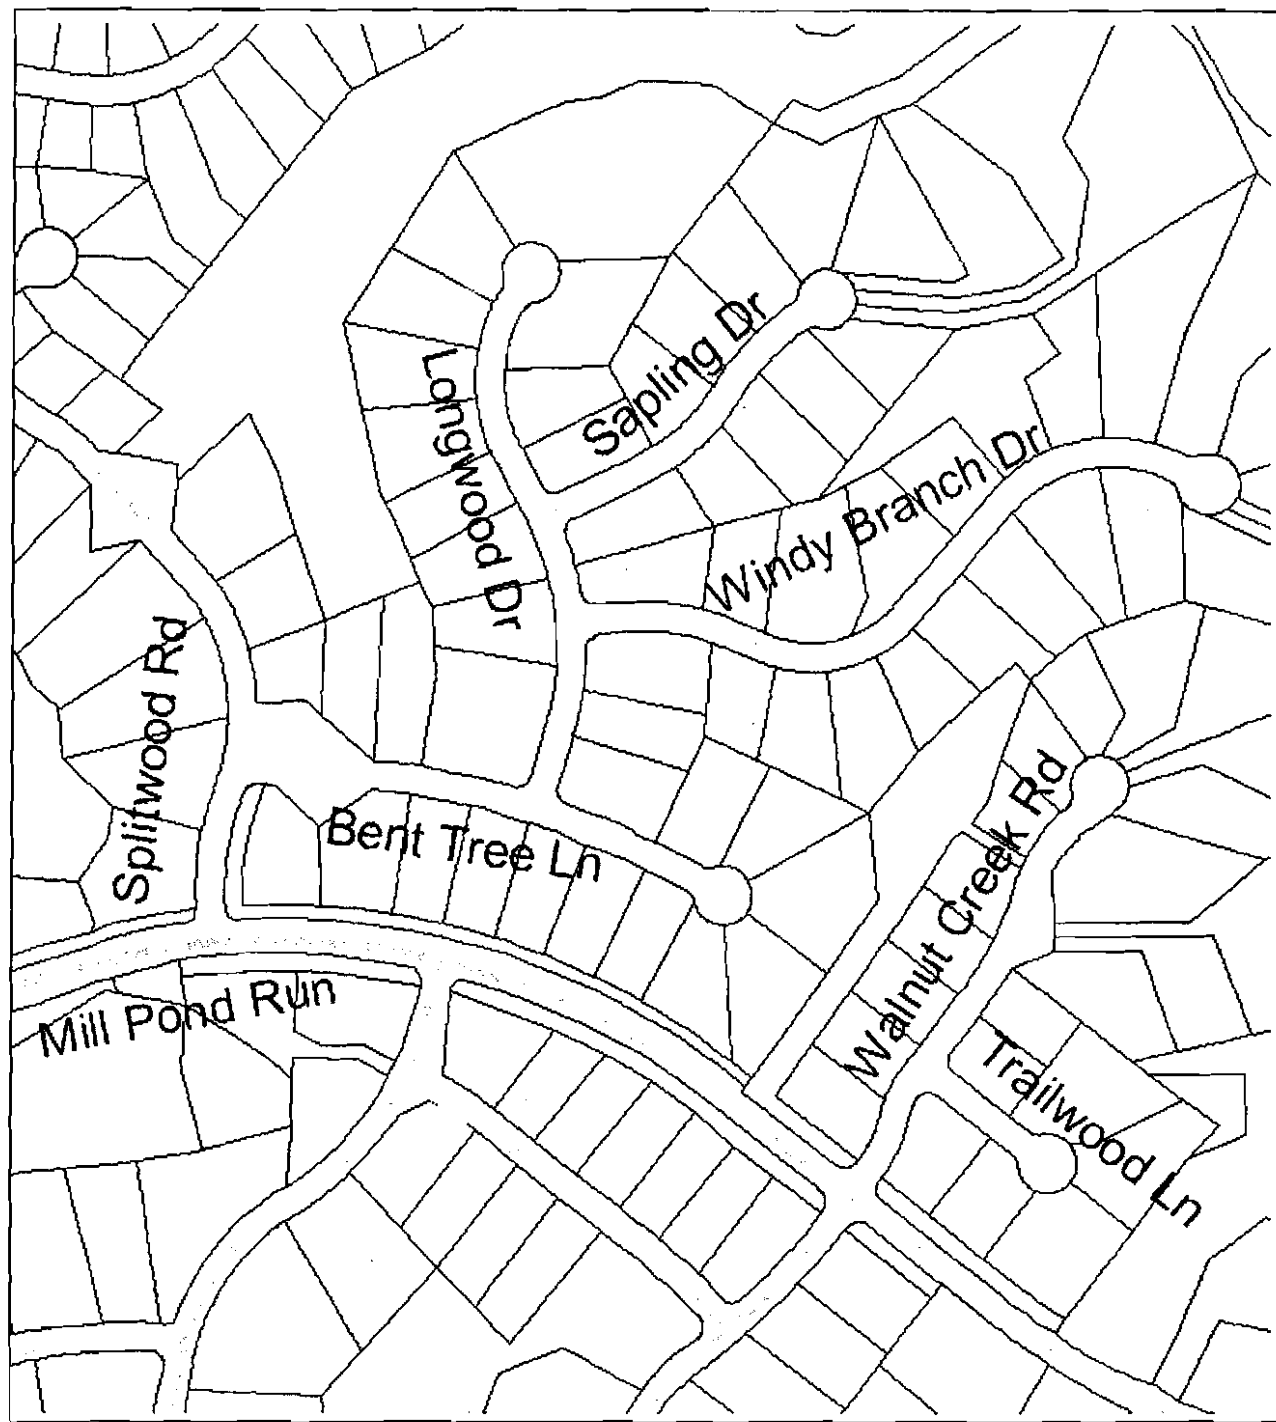 Longwood Dr
Sapling Dr
Windy Branch Dr
Splitwood Rd
Bent Tree Ln
Walnut Creek Rd
Mill Pond Run
Trailwood Ln